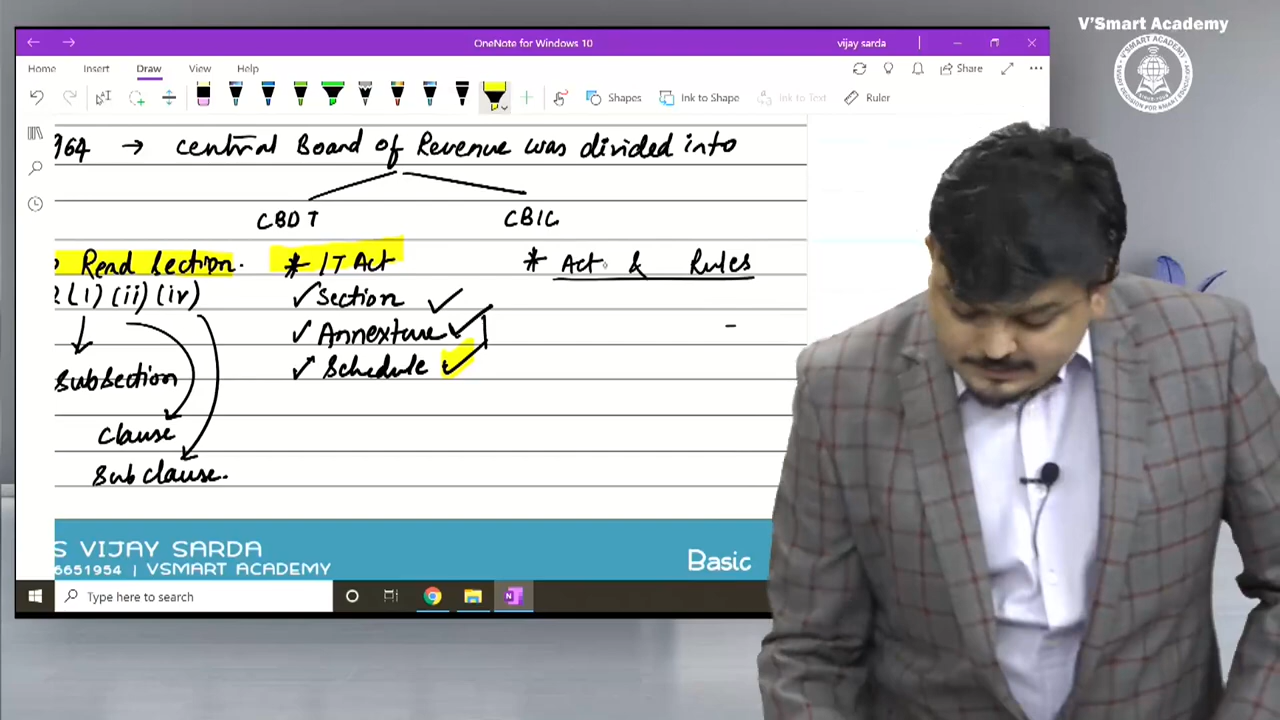 V'Smart Academy
OneNote for Windows 10
vijay sarda
Home Insert Draw View Help
Share
Shapes Ink to Shape Ink to Text Ruler
964 → Central Board of Revenue was divided into
CBDT CBIC
Read Section. * IT Act * Act & Rules
2(1)(ii)(iv) ✓ Section ✓
✓ Annexture ✓
✓ Schedule ✓
Subsection
Clause
Sub clause.
S VIJAY SARDA
6651954 | VSMART ACADEMY
Basic
Type here to search